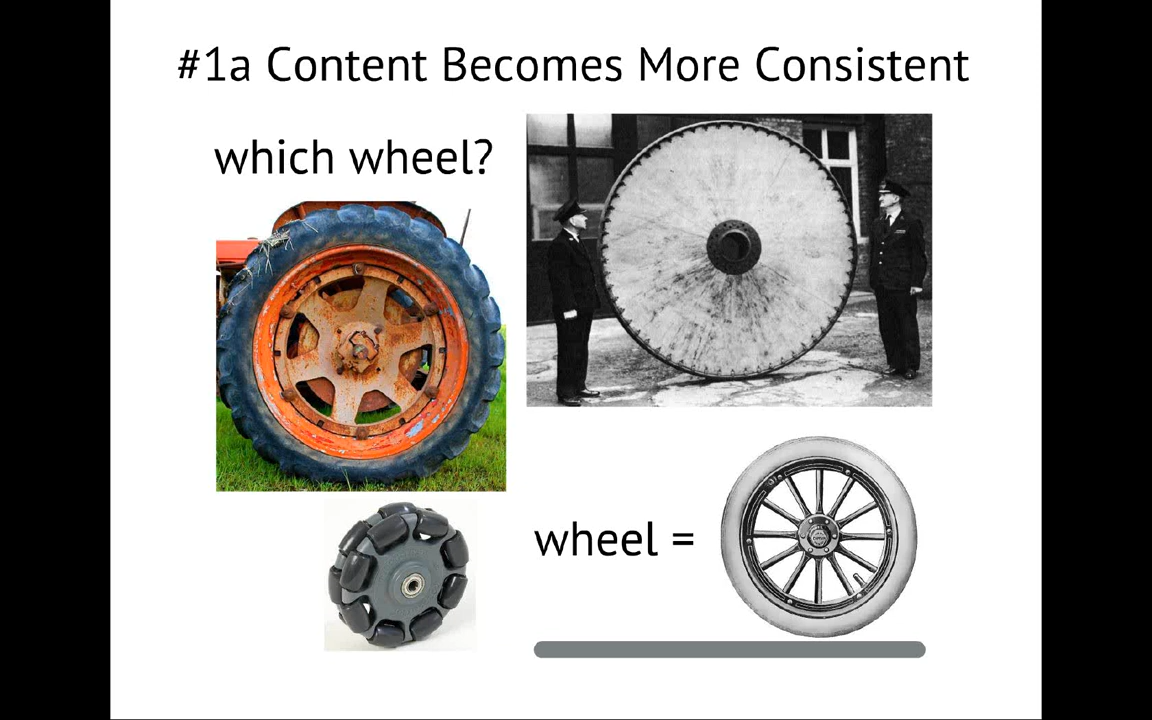 #1a Content Becomes More Consistent
which wheel?
wheel =